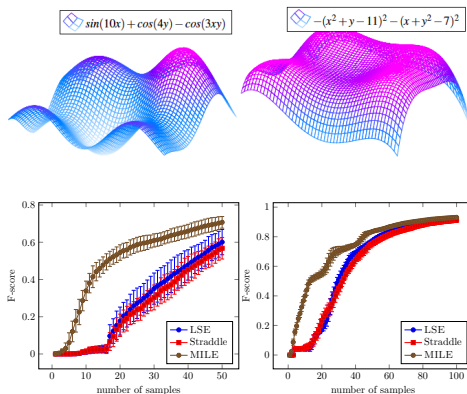 sin(10x) + cos(4y) − cos(3xy)
−(x² + y − 11)² − (x + y² − 7)²
0.8
0.6
0.4
0.2
0
F-score
0 10 20 30 40 50
number of samples
LSE
Straddle
MILE
1
0.8
0.6
0.4
0.2
0
F-score
0 20 40 60 80 100
number of samples
LSE
Straddle
MILE